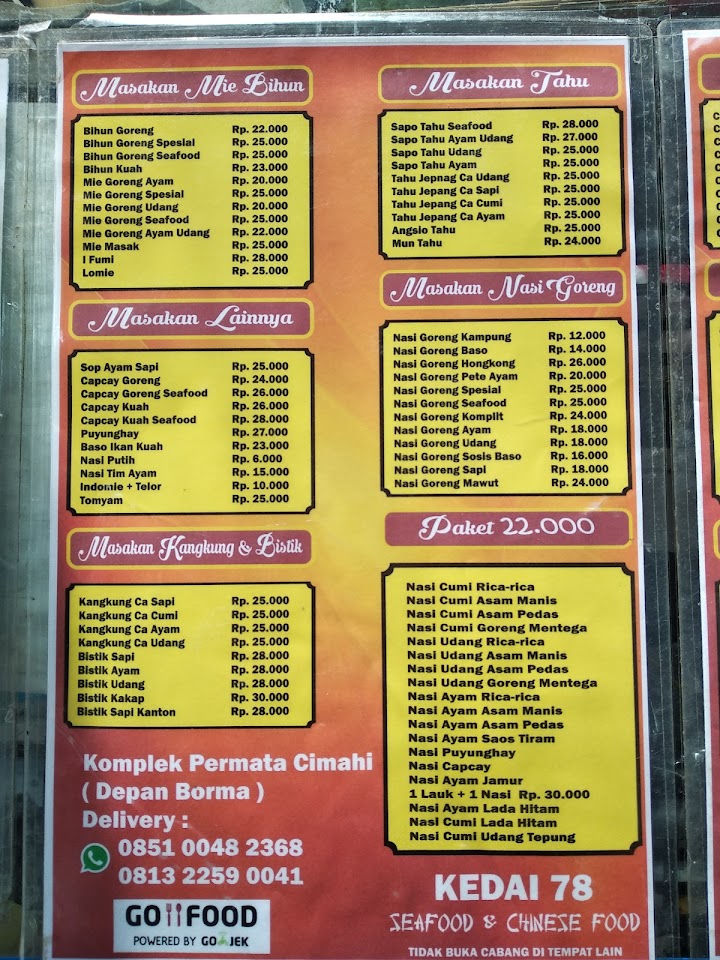 Masakan Mie Bihun
Bihun Goreng Rp. 22.000
Bihun Goreng Spesial Rp. 25.000
Bihun Goreng Seafood Rp. 25.000
Bihun Kuah Rp. 23.000
Mie Goreng Ayam Rp. 20.000
Mie Goreng Spesial Rp. 25.000
Mie Goreng Udang Rp. 20.000
Mie Goreng Seafood Rp. 25.000
Mie Goreng Ayam Udang Rp. 22.000
Mie Masak Rp. 25.000
I Fumi Rp. 28.000
Lomie Rp. 25.000
Masakan Lainnya
Sop Ayam Sapi Rp. 25.000
Capcay Goreng Rp. 24.000
Capcay Goreng Seafood Rp. 26.000
Capcay Kuah Rp. 26.000
Capcay Kuah Seafood Rp. 28.000
Puyunghay Rp. 27.000
Baso Ikan Kuah Rp. 23.000
Nasi Putih Rp. 6.000
Nasi Tim Ayam Rp. 15.000
Indomie + Telor Rp. 10.000
Tomyam Rp. 25.000
Masakan Kangkung & Bistik
Kangkung Ca Sapi Rp. 25.000
Kangkung Ca Cumi Rp. 25.000
Kangkung Ca Ayam Rp. 25.000
Kangkung Ca Udang Rp. 25.000
Bistik Sapi Rp. 28.000
Bistik Ayam Rp. 28.000
Bistik Udang Rp. 28.000
Bistik Kakap Rp. 30.000
Bistik Sapi Kanton Rp. 28.000
Komplek Permata Cimahi
( Depan Borma )
Delivery :
0851 0048 2368
0813 2259 0041
GO FOOD
POWERED BY GO JEK
Masakan Tahu
Sapo Tahu Seafood Rp. 28.000
Sapo Tahu Ayam Udang Rp. 27.000
Sapo Tahu Udang Rp. 25.000
Sapo Tahu Ayam Rp. 25.000
Tahu Jepnag Ca Udang Rp. 25.000
Tahu Jepang Ca Sapi Rp. 25.000
Tahu Jepang Ca Cumi Rp. 25.000
Tahu Jepang Ca Ayam Rp. 25.000
Angsio Tahu Rp. 25.000
Mun Tahu Rp. 24.000
Masakan Nasi Goreng
Nasi Goreng Kampung Rp. 12.000
Nasi Goreng Baso Rp. 14.000
Nasi Goreng Hongkong Rp. 26.000
Nasi Goreng Pete Ayam Rp. 20.000
Nasi Goreng Spesial Rp. 25.000
Nasi Goreng Seafood Rp. 25.000
Nasi Goreng Komplit Rp. 24.000
Nasi Goreng Ayam Rp. 18.000
Nasi Goreng Udang Rp. 18.000
Nasi Goreng Sosis Baso Rp. 16.000
Nasi Goreng Sapi Rp. 18.000
Nasi Goreng Mawut Rp. 24.000
Paket 22.000
Nasi Cumi Rica-rica
Nasi Cumi Asam Manis
Nasi Cumi Asam Pedas
Nasi Cumi Goreng Mentega
Nasi Udang Rica-rica
Nasi Udang Asam Manis
Nasi Udang Asam Pedas
Nasi Udang Goreng Mentega
Nasi Ayam Rica-rica
Nasi Ayam Asam Manis
Nasi Ayam Asam Pedas
Nasi Ayam Saos Tiram
Nasi Puyunghay
Nasi Capcay
Nasi Ayam Jamur
1 Lauk + 1 Nasi Rp. 30.000
Nasi Ayam Lada Hitam
Nasi Cumi Lada Hitam
Nasi Cumi Udang Tepung
KEDAI 78
SEAFOOD & CHINESE FOOD
TIDAK BUKA CABANG DI TEMPAT LAIN